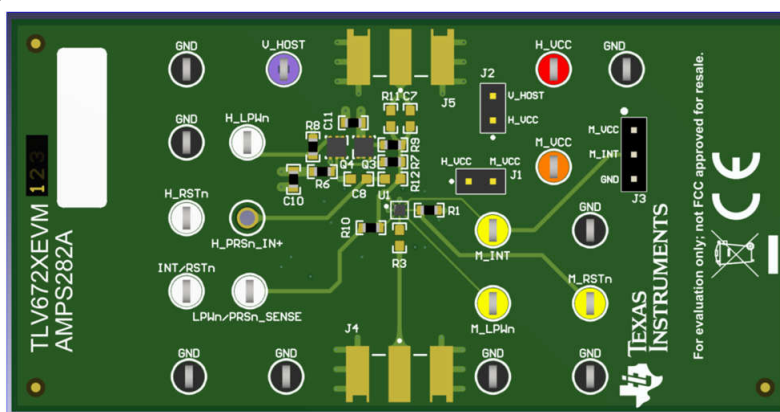 GND
V_HOST
H_VCC
GND
J2
V_HOST
H_VCC
J5
R11
C7
C11
R8
H_LPWn
GND
M_VCC
M_VCC
M_INT
GND
J3
Q4
Q3
R9
R7
R12
R6
C8
U1
C10
H_VCC
M_VCC
J1
H_RSTn
H_PRSn_IN+
R10
R1
R3
M_INT
GND
INT/RSTn
LPWn/PRSn_SENSE
M_LPWn
M_RSTn
J4
GND
GND
GND
GND
1 2 3
TLV672XEVM
AMPS282A
TEXAS
INSTRUMENTS
For evaluation only; not FCC approved for resale.
CE